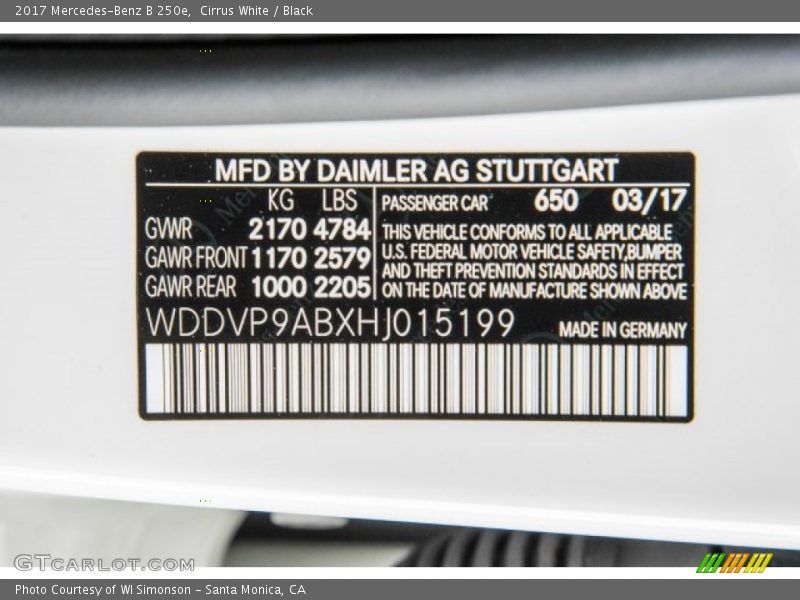 2017 Mercedes-Benz B 250e,  Cirrus White / Black
MFD BY DAIMLER AG STUTTGART
KG LBS
GWR 2170 4784
GAWR FRONT 1170 2579
GAWR REAR 1000 2205
PASSENGER CAR 650 03/17
THIS VEHICLE CONFORMS TO ALL APPLICABLE
U.S. FEDERAL MOTOR VEHICLE SAFETY,BUMPER
AND THEFT PREVENTION STANDARDS IN EFFECT
ON THE DATE OF MANUFACTURE SHOWN ABOVE
WDDVP9ABXHJ015199 MADE IN GERMANY
GTCARLOT.COM
Photo Courtesy of WI Simonson - Santa Monica, CA